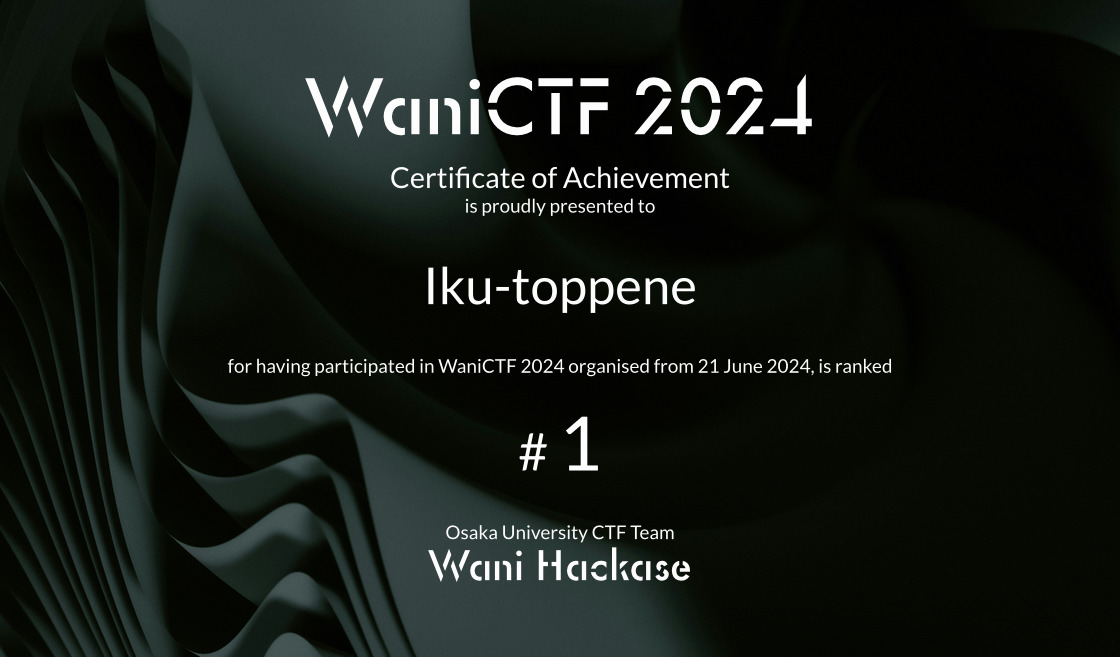 WaniCTF 2024
Certificate of Achievement
is proudly presented to
Iku-toppene
for having participated in WaniCTF 2024 organised from 21 June 2024, is ranked
# 1
Osaka University CTF Team
Wani Hackase